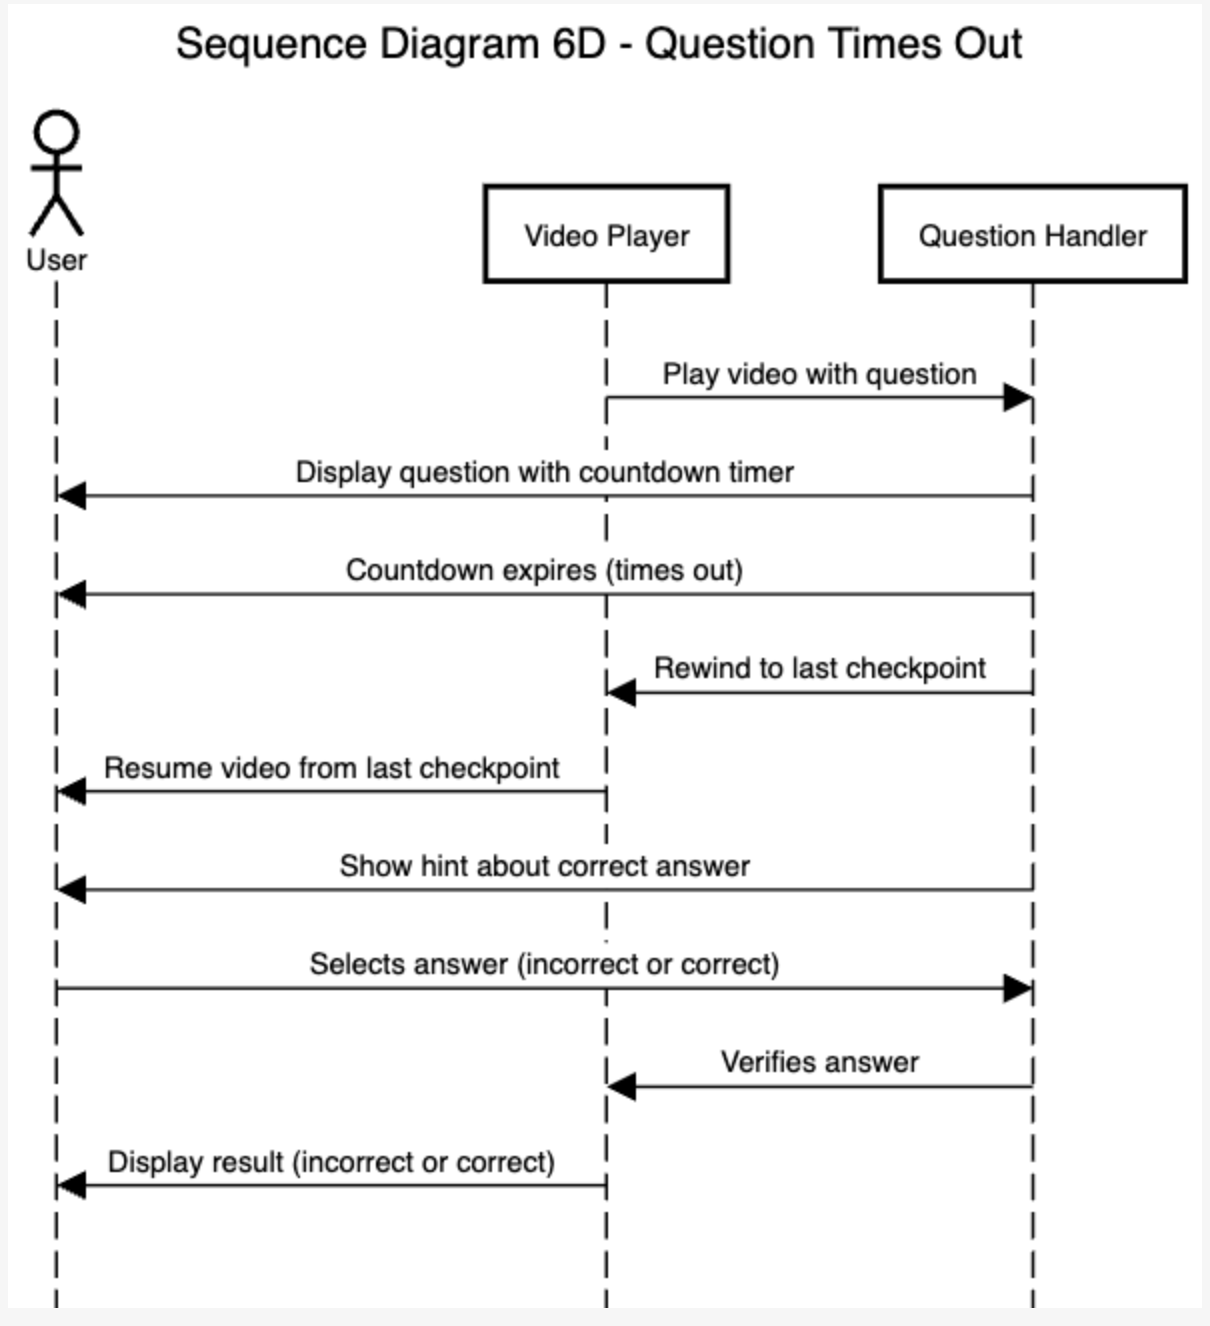 Sequence Diagram 6D - Question Times Out
User
Video Player
Question Handler
Play video with question
Display question with countdown timer
Countdown expires (times out)
Rewind to last checkpoint
Resume video from last checkpoint
Show hint about correct answer
Selects answer (incorrect or correct)
Verifies answer
Display result (incorrect or correct)